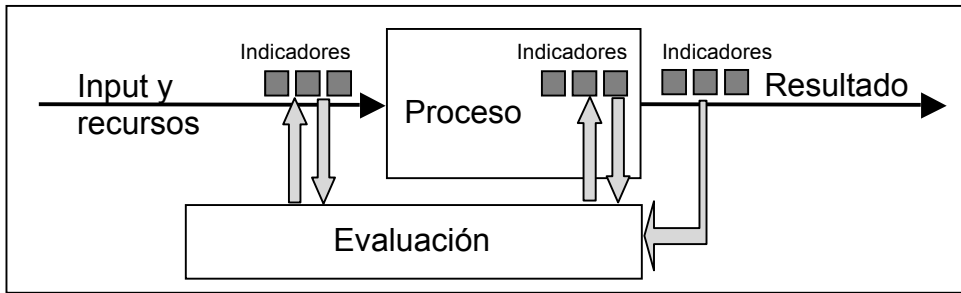 Indicadores
Indicadores
Indicadores
Input y
recursos
Proceso
Resultado
Evaluación